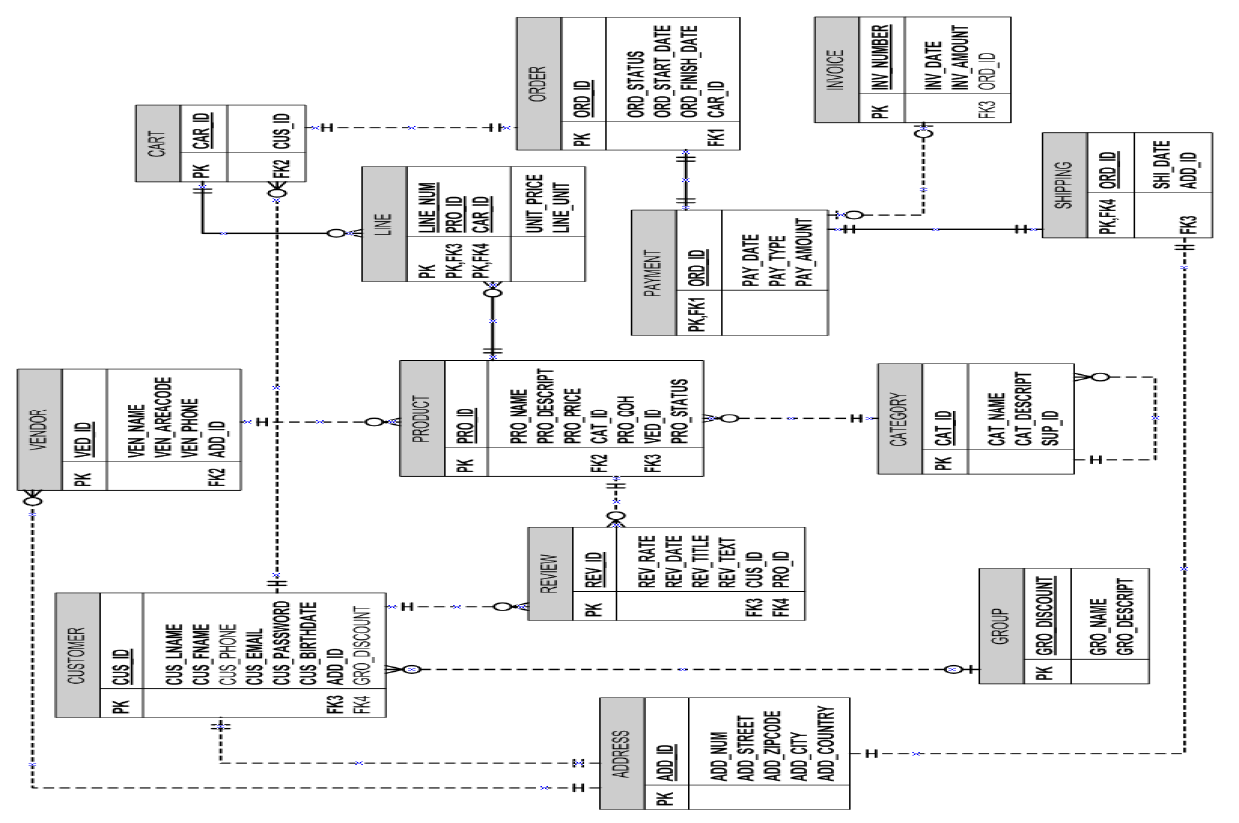 CART
PK CAR_ID
FK2 CUS_ID
ORDER
PK ORD_ID
ORD_STATUS
ORD_START_DATE
ORD_FINISH_DATE
FK1 CAR_ID
INVOICE
PK INV_NUMBER
INV_DATE
INV_AMOUNT
FK3 ORD_ID
LINE
PK LINE_NUM
PK,FK3 PRO_ID
PK,FK4 CAR_ID
UNIT_PRICE
LINE_UNIT
PAYMENT
PK,FK1 ORD_ID
PAY_DATE
PAY_TYPE
PAY_AMOUNT
SHIPPING
PK,FK4 ORD_ID
SHI_DATE
FK3 ADD_ID
VENDOR
PK VED_ID
VEN_NAME
VEN_AREACODE
VEN_PHONE
FK2 ADD_ID
PRODUCT
PK PRO_ID
PRO_NAME
PRO_DESCRIPT
PRO_PRICE
FK2 CAT_ID
PRO_QOH
FK3 VED_ID
PRO_STATUS
CATEGORY
PK CAT_ID
CAT_NAME
CAT_DESCRIPT
SUP_ID
CUSTOMER
PK CUS_ID
CUS_LNAME
CUS_FNAME
CUS_PHONE
CUS_EMAIL
CUS_PASSWORD
CUS_BIRTHDATE
FK3 ADD_ID
FK4 GRO_DISCOUNT
REVIEW
PK REV_ID
REV_RATE
REV_DATE
REV_TITLE
REV_TEXT
FK3 CUS_ID
FK4 PRO_ID
GROUP
PK GRO_DISCOUNT
GRO_NAME
GRO_DESCRIPT
ADDRESS
PK ADD_ID
ADD_NUM
ADD_STREET
ADD_ZIPCODE
ADD_CITY
ADD_COUNTRY